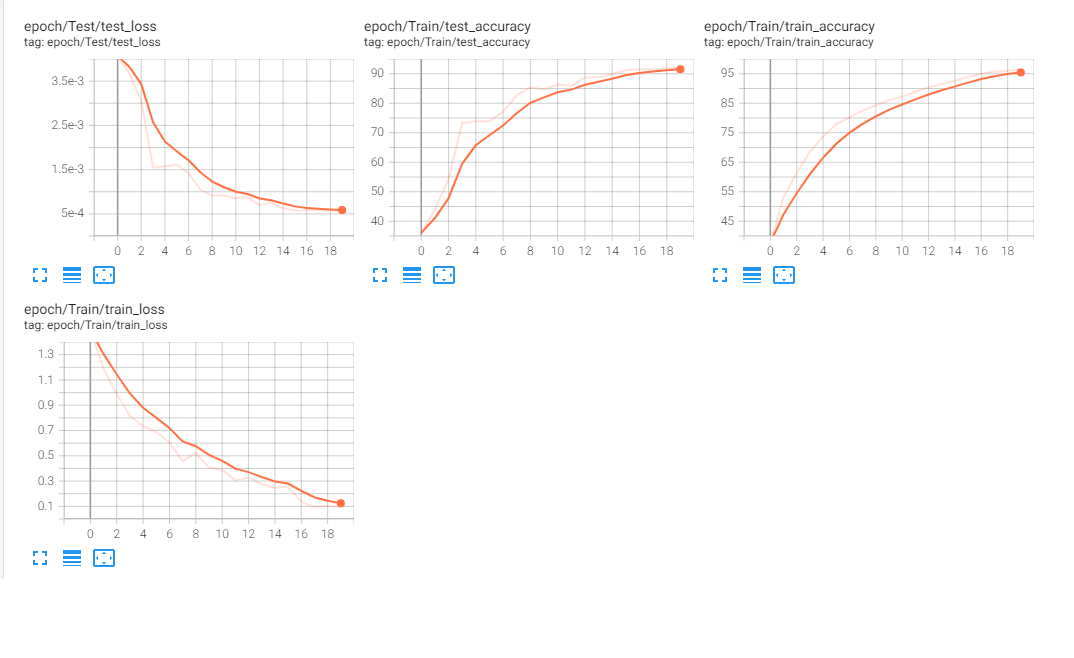 epoch/Test/test_loss
tag: epoch/Test/test_loss
3.5e-3
2.5e-3
1.5e-3
5e-4
0 2 4 6 8 10 12 14 16 18
epoch/Train/test_accuracy
tag: epoch/Train/test_accuracy
90
80
70
60
50
40
0 2 4 6 8 10 12 14 16 18
epoch/Train/train_accuracy
tag: epoch/Train/train_accuracy
95
85
75
65
55
45
0 2 4 6 8 10 12 14 16 18
epoch/Train/train_loss
tag: epoch/Train/train_loss
1.3
1.1
0.9
0.7
0.5
0.3
0.1
0 2 4 6 8 10 12 14 16 18